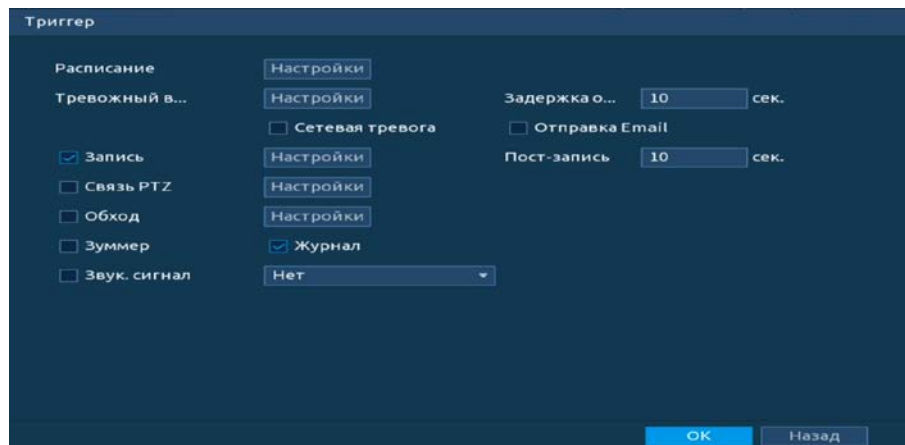 Триггер
Расписание Настройки
Тревожный в... Настройки Задержка о... 10 сек.
Сетевая тревога Отправка Email
Запись Настройки Пост-запись 10 сек.
Связь PTZ Настройки
Обход Настройки
Зуммер Журнал
Звук. сигнал Нет
OK Назад